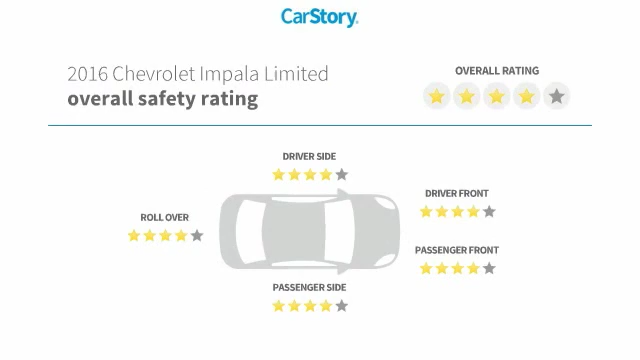 CarStory.
2016 Chevrolet Impala Limited
overall safety rating
OVERALL RATING
DRIVER SIDE
DRIVER FRONT
ROLL OVER
PASSENGER FRONT
PASSENGER SIDE